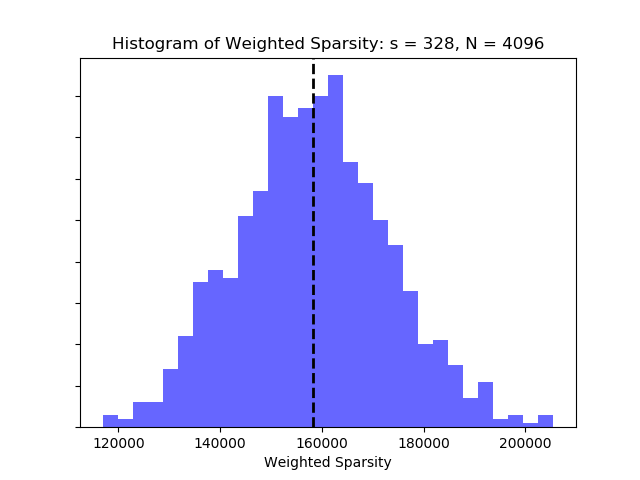 Histogram of Weighted Sparsity: s = 328, N = 4096
120000 140000 160000 180000 200000
Weighted Sparsity